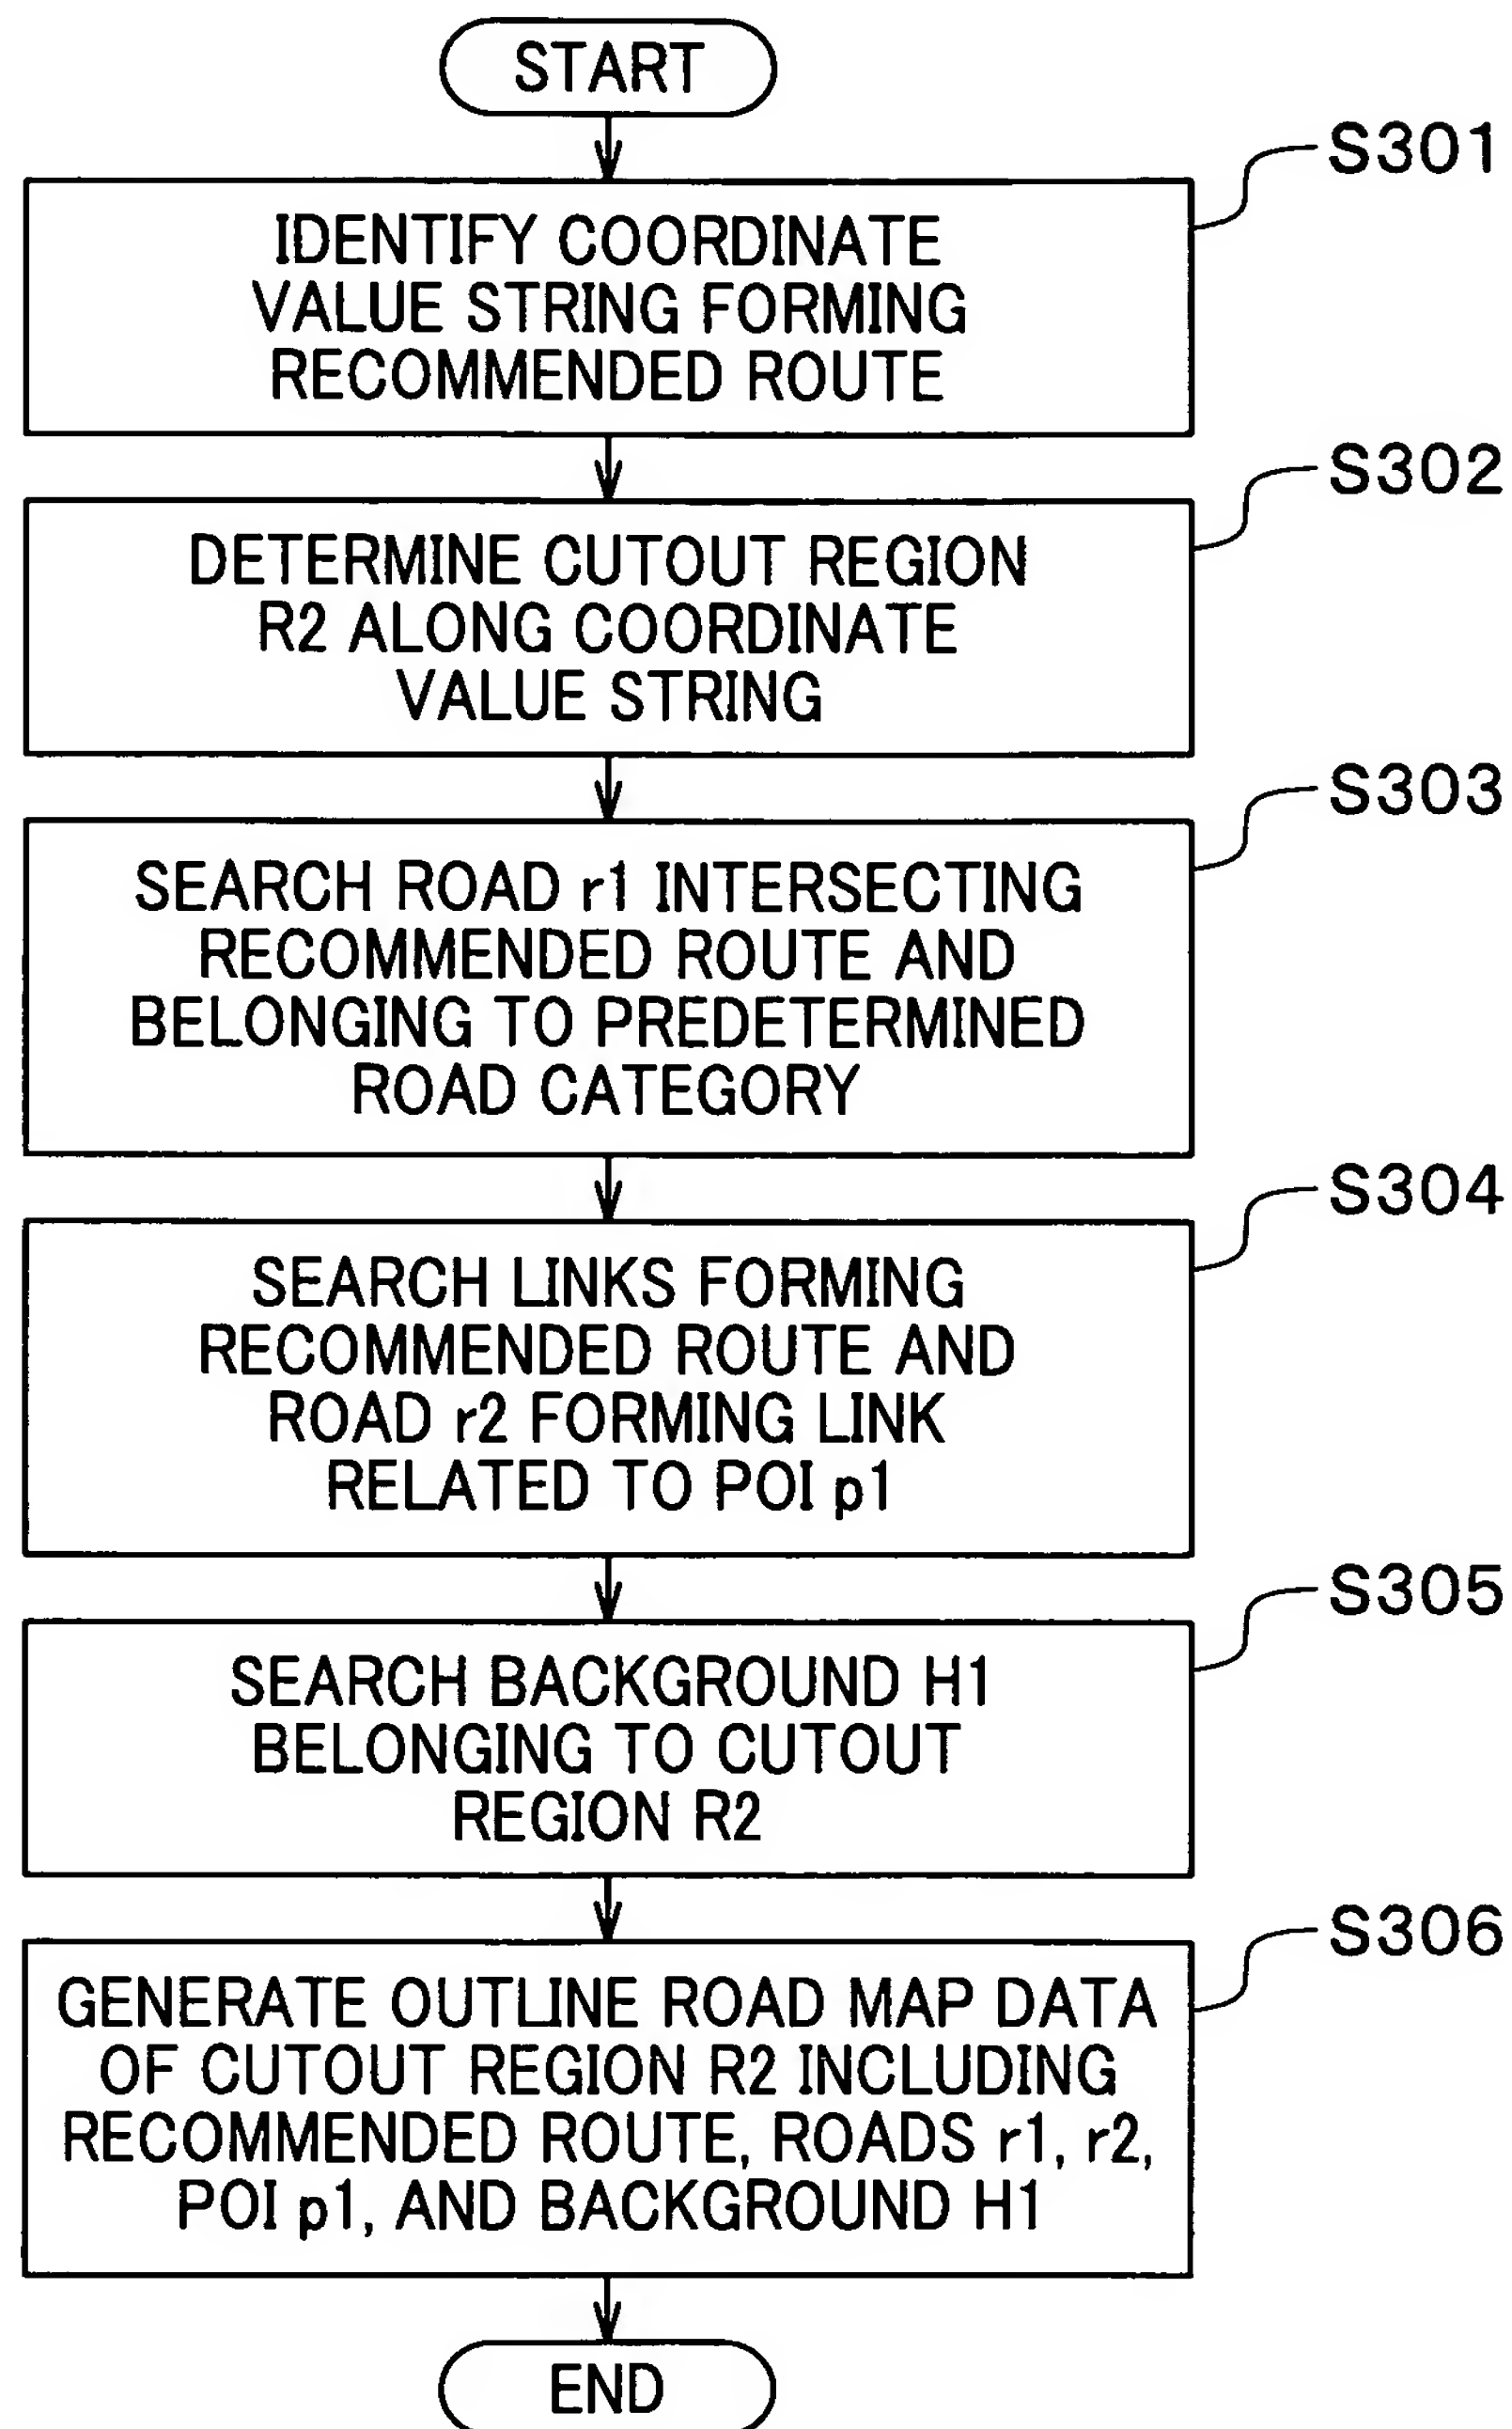 START
S301
IDENTIFY COORDINATE
VALUE STRING FORMING
RECOMMENDED ROUTE
S302
DETERMINE CUTOUT REGION
R2 ALONG COORDINATE
VALUE STRING
S303
SEARCH ROAD r1 INTERSECTING
RECOMMENDED ROUTE AND
BELONGING TO PREDETERMINED
ROAD CATEGORY
S304
SEARCH LINKS FORMING
RECOMMENDED ROUTE AND
ROAD r2 FORMING LINK
RELATED TO POI p1
S305
SEARCH BACKGROUND H1
BELONGING TO CUTOUT
REGION R2
S306
GENERATE OUTLINE ROAD MAP DATA
OF CUTOUT REGION R2 INCLUDING
RECOMMENDED ROUTE, ROADS r1, r2,
POI p1, AND BACKGROUND H1
END